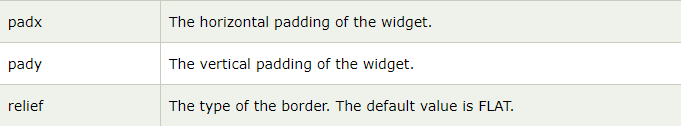 padx The horizontal padding of the widget.
pady The vertical padding of the widget.
relief The type of the border. The default value is FLAT.